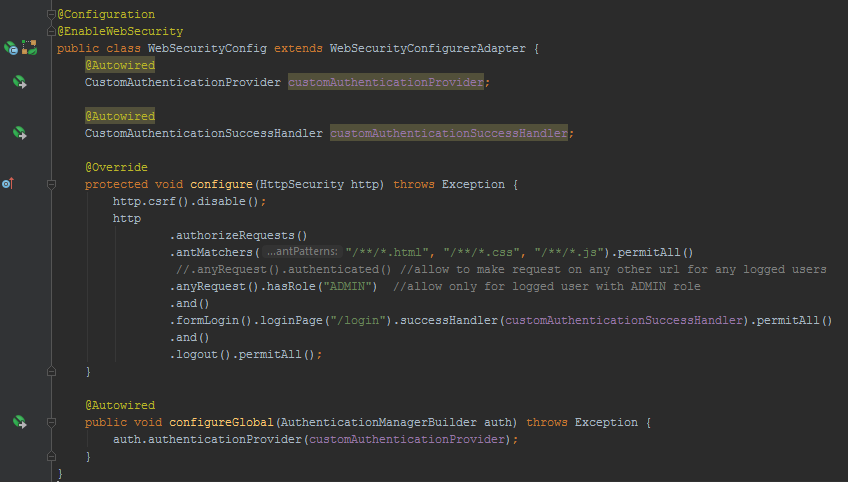 @Configuration
@EnableWebSecurity
public class WebSecurityConfig extends WebSecurityConfigurerAdapter {
    @Autowired
    CustomAuthenticationProvider customAuthenticationProvider;

    @Autowired
    CustomAuthenticationSuccessHandler customAuthenticationSuccessHandler;

    @Override
    protected void configure(HttpSecurity http) throws Exception {
        http.csrf().disable();
        http
                .authorizeRequests()
                .antMatchers( ...antPatterns: "/**/*.html", "/**/*.css", "/**/*.js").permitAll()
                 //.anyRequest().authenticated() //allow to make request on any other url for any logged users
                .anyRequest().hasRole("ADMIN")  //allow only for logged user with ADMIN role
                .and()
                .formLogin().loginPage("/login").successHandler(customAuthenticationSuccessHandler).permitAll()
                .and()
                .logout().permitAll();
    }

    @Autowired
    public void configureGlobal(AuthenticationManagerBuilder auth) throws Exception {
        auth.authenticationProvider(customAuthenticationProvider);
    }
}